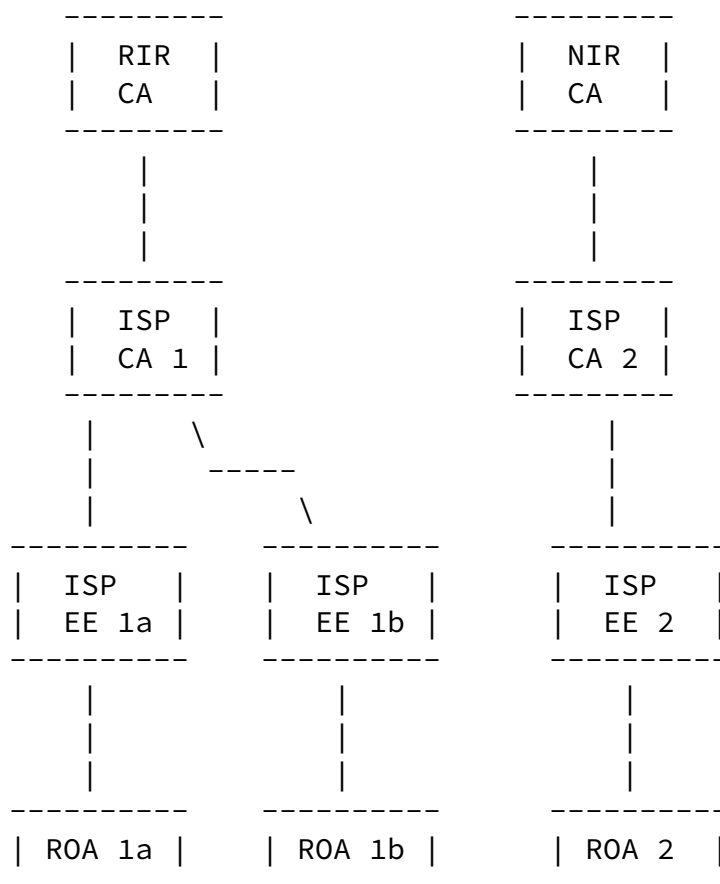 RIR NIR
CA CA
ISP ISP
CA 1 CA 2
ISP ISP ISP
EE 1a EE 1b EE 2
ROA 1a ROA 1b ROA 2